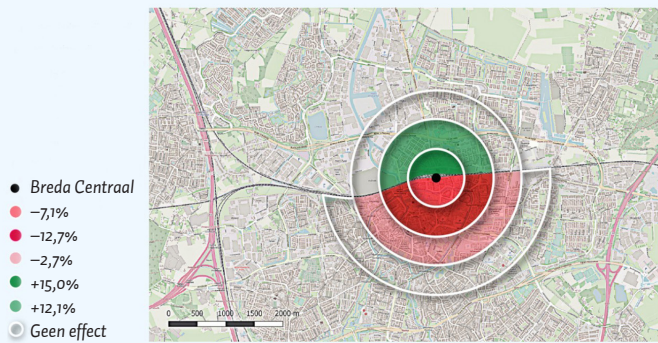 Breda Centraal
–7,1%
–12,7%
–2,7%
+15,0%
+12,1%
Geen effect
0 500 1000 1500 2000 m